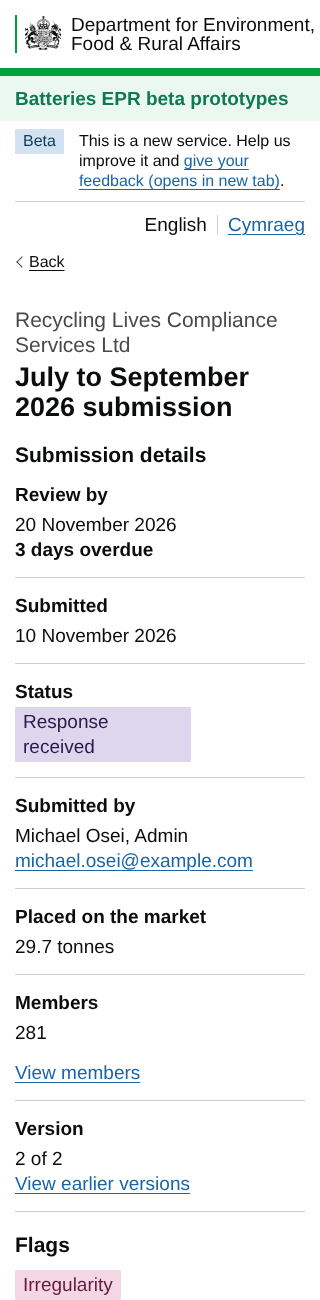 Department for Environment,
Food & Rural Affairs
Batteries EPR beta prototypes
Beta
This is a new service. Help us
improve it and give your
feedback (opens in new tab).
English
Cymraeg
Back
Recycling Lives Compliance
Services Ltd
July to September
2026 submission
Submission details
Review by
20 November 2026
3 days overdue
Submitted
10 November 2026
Status
Response
received
Submitted by
Michael Osei, Admin
michael.osei@example.com
Placed on the market
29.7 tonnes
Members
281
View members
Version
2 of 2
View earlier versions
Flags
Irregularity